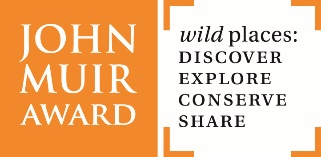 JOHN
MUIR
AWARD
wild places:
DISCOVER
EXPLORE
CONSERVE
SHARE